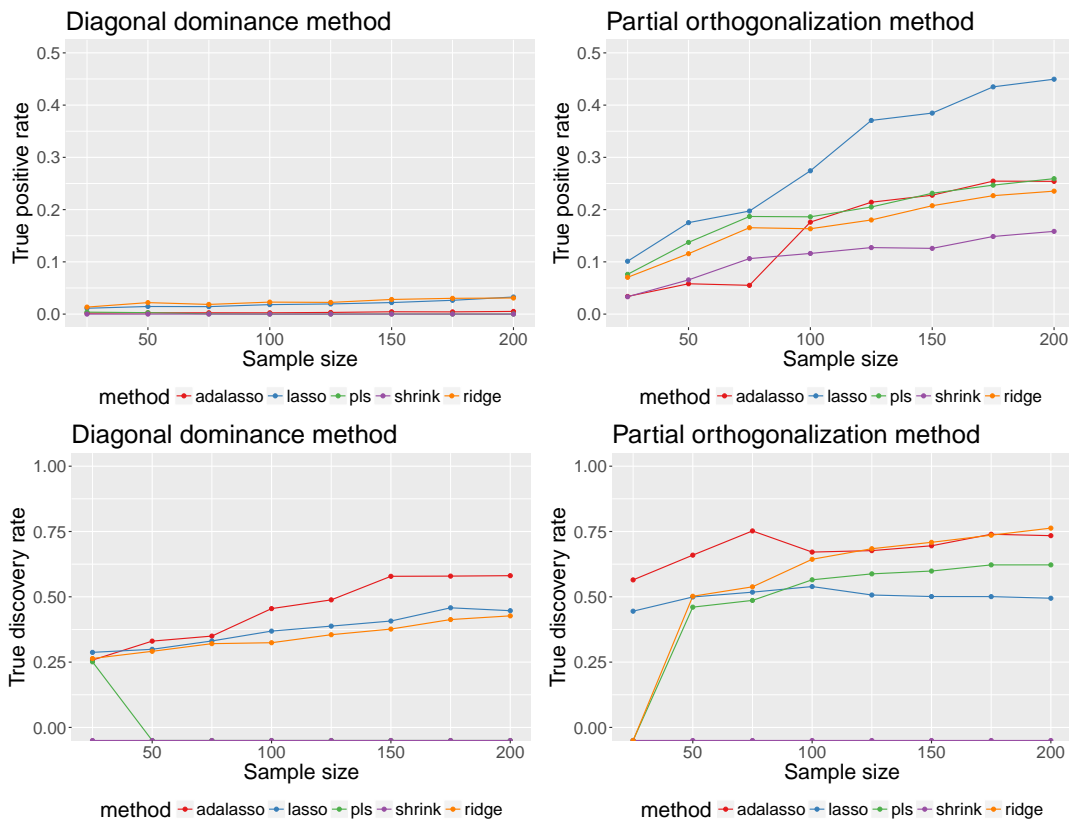 Diagonal dominance method
True positive rate
0.5
0.4
0.3
0.2
0.1
0.0
50
100
150
200
Sample size
method adalasso lasso pls shrink ridge
Partial orthogonalization method
True positive rate
0.5
0.4
0.3
0.2
0.1
0.0
50
100
150
200
Sample size
method adalasso lasso pls shrink ridge
Diagonal dominance method
True discovery rate
1.00
0.75
0.50
0.25
0.00
50
100
150
200
Sample size
method adalasso lasso pls shrink ridge
Partial orthogonalization method
True discovery rate
1.00
0.75
0.50
0.25
0.00
50
100
150
200
Sample size
method adalasso lasso pls shrink ridge